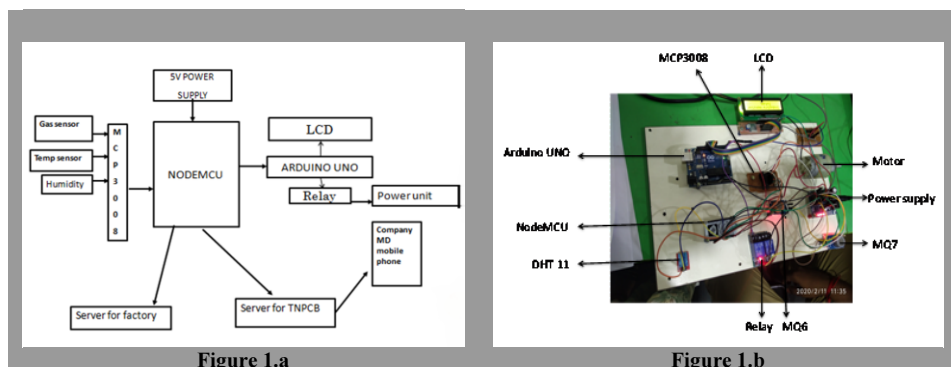 5V POWER
SUPPLY
Gas sensor
Temp sensor
Humidity
M
C
P
3
0
0
8
NODEMCU
LCD
ARDUINO UNO
Relay
Power unit
Company
MD
mobile
phone
Server for factory
Server for TNPCB
Figure 1.a
MCP3008
LCD
Arduino UNO
Motor
Power supply
NodeMCU
MQ7
DHT 11
2020/2/11 11:35
Relay
MQ6
Figure 1.b